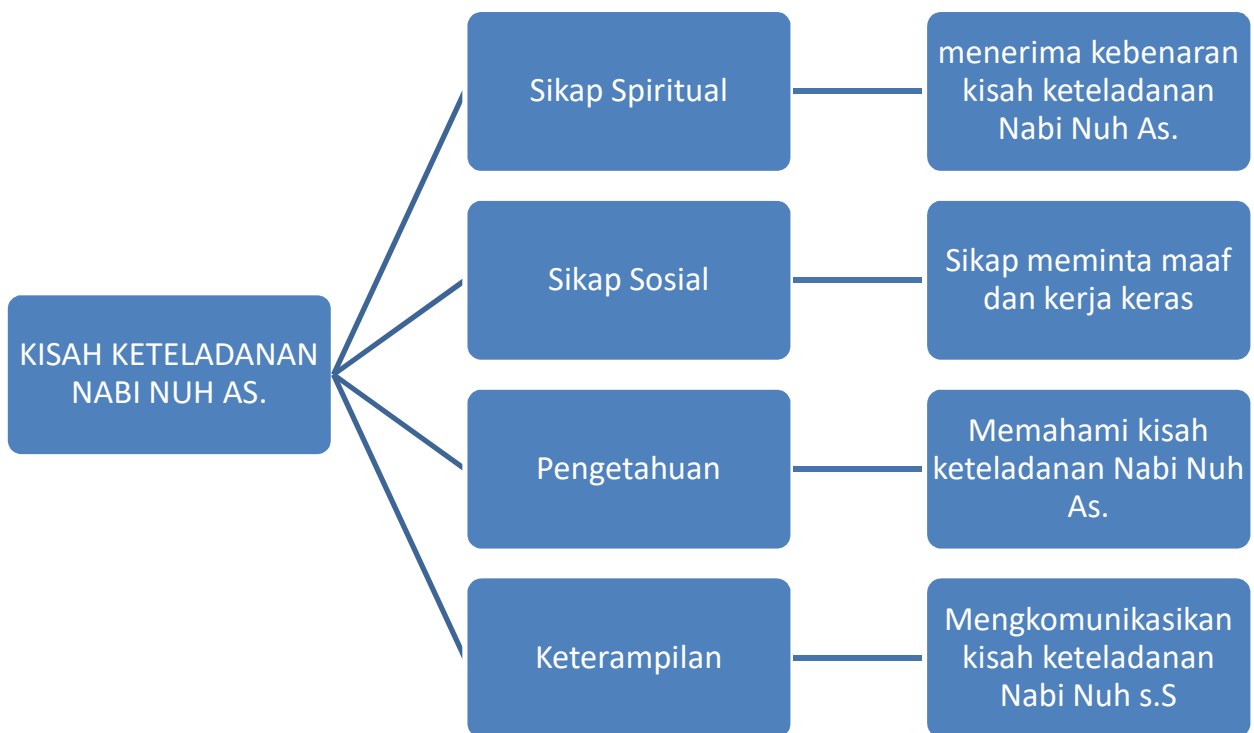 KISAH KETELADANAN
NABI NUH AS.
Sikap Spiritual
menerima kebenaran
kisah keteladanan
Nabi Nuh As.
Sikap Sosial
Sikap meminta maaf
dan kerja keras
Pengetahuan
Memahami kisah
keteladanan Nabi Nuh
As.
Keterampilan
Mengkomunikasikan
kisah keteladanan
Nabi Nuh s.S